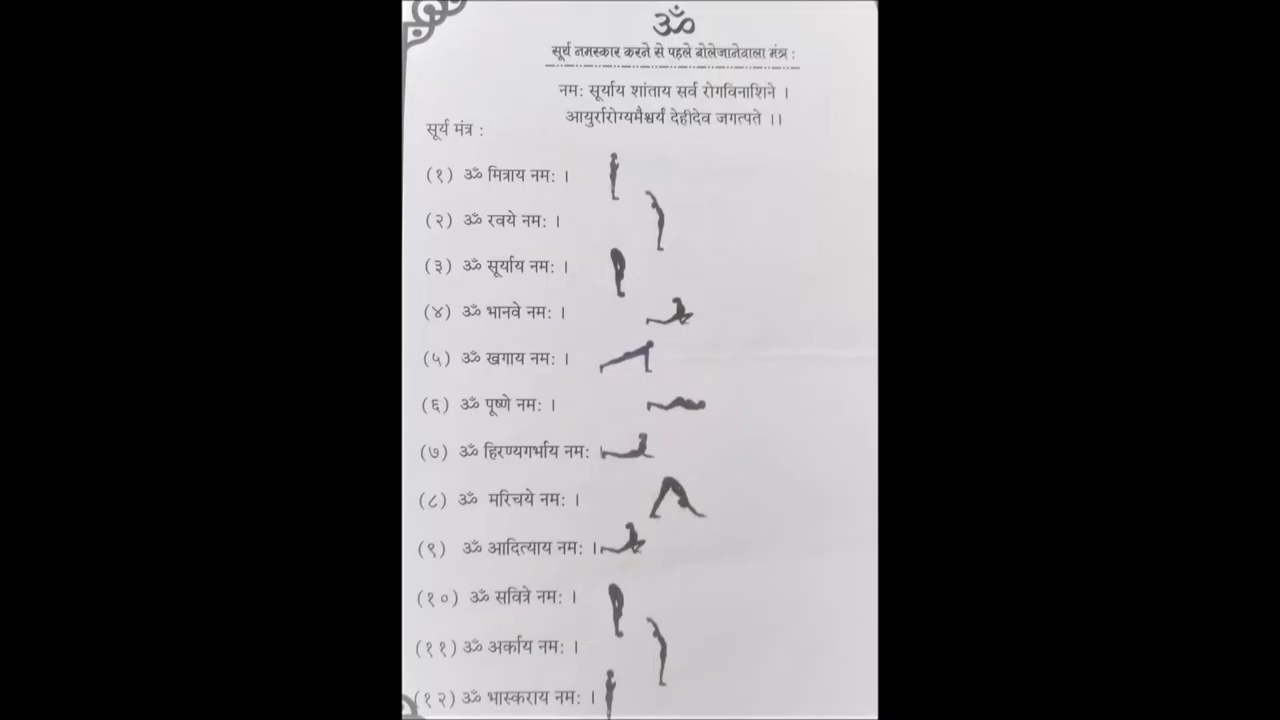 ॐ
सूर्य नमस्कार करने से पहले बोलेजानेवाला मंत्र :
नमः सूर्याय शांताय सर्व रोगविनाशिने ।
आयुर्रारोग्यमैश्वर्यं देहीदेव जगत्पते ।।
सूर्य मंत्र :
(१) ॐ मित्राय नमः ।
(२) ॐ रवये नमः ।
(३) ॐ सूर्याय नमः ।
(४) ॐ भानवे नमः ।
(५) ॐ खगाय नमः ।
(६) ॐ पूष्णे नमः ।
(७) ॐ हिरण्यगर्भाय नमः ।
(८) ॐ मरिचये नमः ।
(९) ॐ आदित्याय नमः ।
(१०) ॐ सवित्रे नमः ।
(११) ॐ अर्काय नमः ।
(१२) ॐ भास्कराय नमः ।